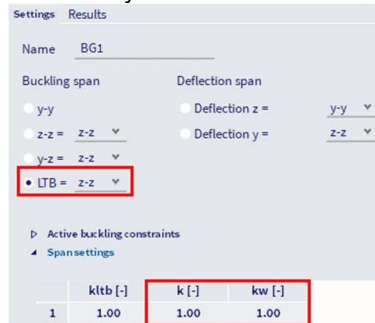 Settings Results
Name BG1
Buckling span Deflection span
y-y Deflection z = y-y
z-z = z-z Deflection y = z-z
y-z = z-z
LTB = z-z
Active buckling constraints
Span settings
kltb [-] k [-] kw [-]
1 1.00 1.00 1.00